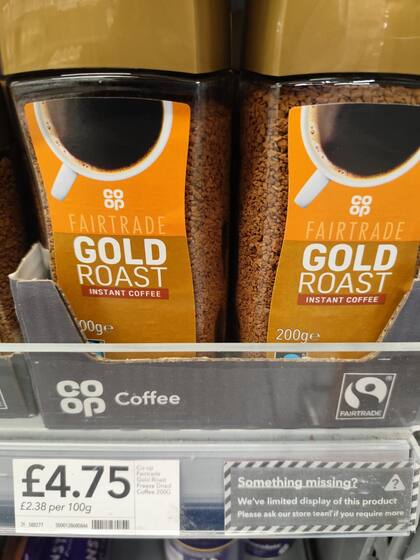 CO
OP
FAIRTRADE
GOLD
ROAST
INSTANT COFFEE
00g℮
CO
OP
FAIRTRADE
GOLD
ROAST
INSTANT COFFEE
200g℮
CO
OP Coffee
FAIRTRADE
£4.75
£2.38 per 100g
Co-op
Fairtrade
Gold Roast
Freeze Dried
Coffee 200G
Something missing?
We've limited display of this product
Please ask our store team if you require more